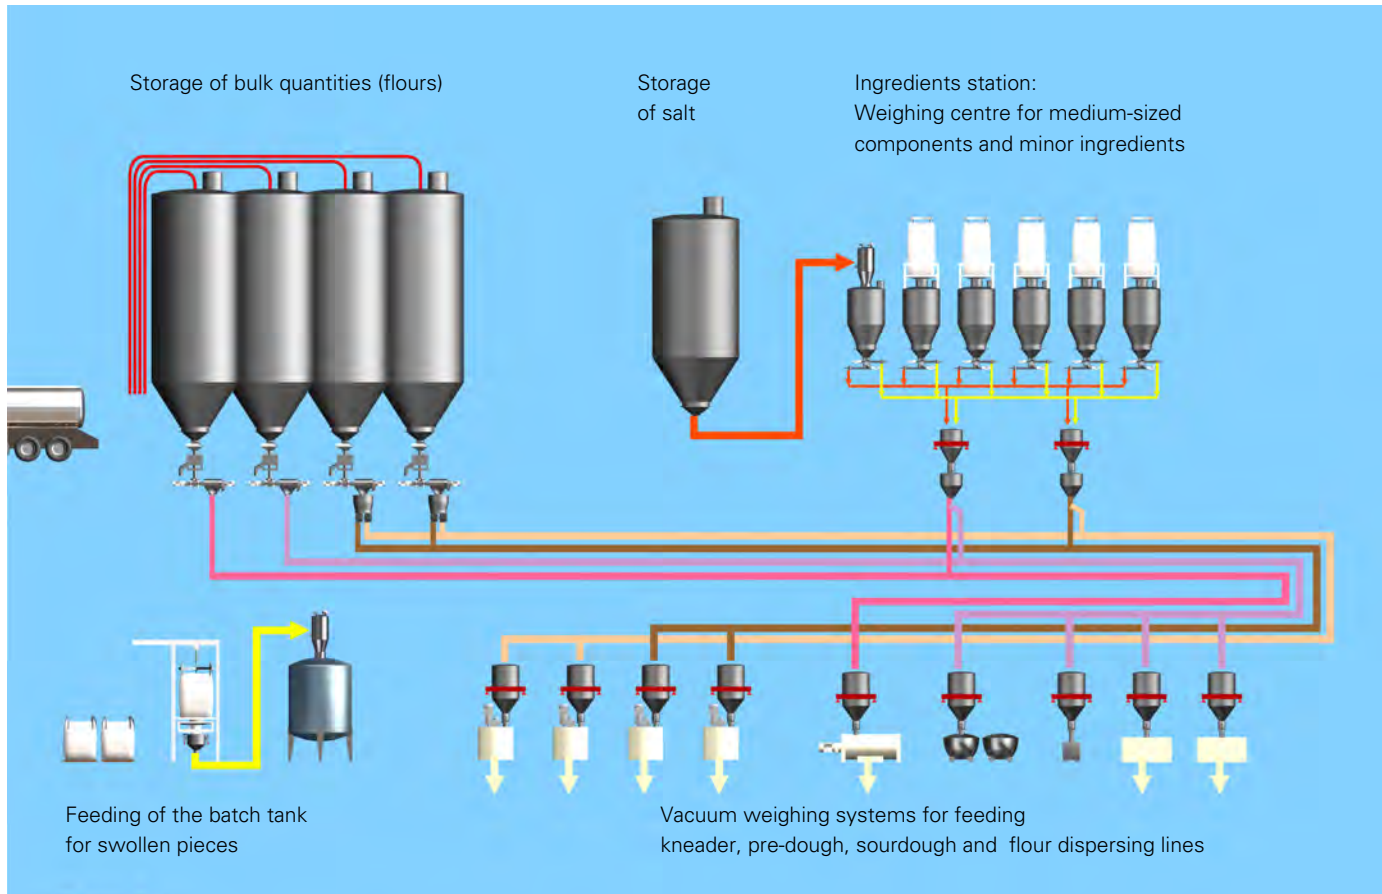 Storage of bulk quantities (flours)
Storage
of salt
Ingredients station:
Weighing centre for medium-sized
components and minor ingredients
Feeding of the batch tank
for swollen pieces
Vacuum weighing systems for feeding
kneader, pre-dough, sourdough and flour dispersing lines